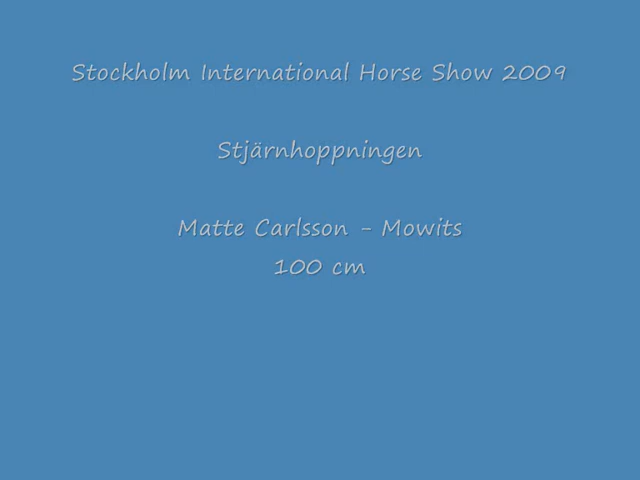 Stockholm International Horse Show 2009
Stjärnhoppningen
Matte Carlsson - Mowits
100 cm